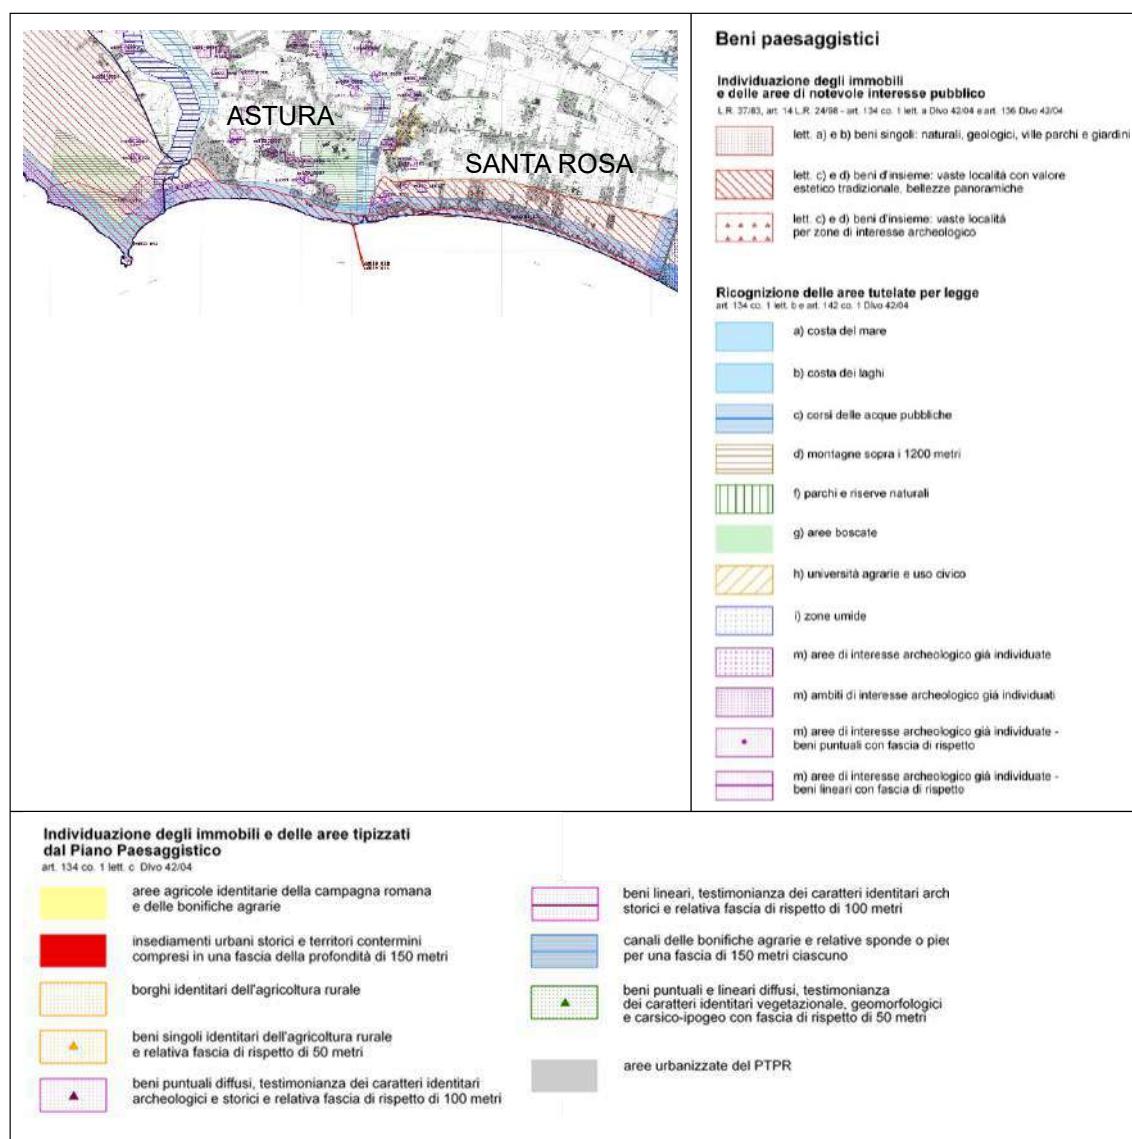 ASTURA
SANTA ROSA
Beni paesaggistici
Individuazione degli immobili
e delle aree di notevole interesse pubblico
L.R. 37/83, art. 14 L.R. 24/98 - art. 134 co. 1 lett. a Dlvo 42/04 e art. 136 Dlvo 42/04
lett. a) e b) beni singoli: naturali, geologici, ville parchi e giardini
lett. c) e d) beni d'insieme: vaste località con valore
estetico tradizionale, bellezze panoramiche
lett. c) e d) beni d'insieme: vaste località
per zone di interesse archeologico
Ricognizione delle aree tutelate per legge
art. 134 co. 1 lett. b e art. 142 co. 1 Dlvo 42/04
a) costa del mare
b) costa dei laghi
c) corsi delle acque pubbliche
d) montagne sopra i 1200 metri
f) parchi e riserve naturali
g) aree boscate
h) università agrarie e uso civico
i) zone umide
m) aree di interesse archeologico già individuate
m) ambiti di interesse archeologico già individuati
m) aree di interesse archeologico già individuate -
beni puntuali con fascia di rispetto
m) aree di interesse archeologico già individuate -
beni lineari con fascia di rispetto
Individuazione degli immobili e delle aree tipizzati
dal Piano Paesaggistico
art. 134 co. 1 lett. c Dlvo 42/04
aree agricole identitarie della campagna romana
e delle bonifiche agrarie
insediamenti urbani storici e territori contermini
compresi in una fascia della profondità di 150 metri
borghi identitari dell'agricoltura rurale
beni singoli identitari dell'agricoltura rurale
e relativa fascia di rispetto di 50 metri
beni puntuali diffusi, testimonianza dei caratteri identitari
archeologici e storici e relativa fascia di rispetto di 100 metri
beni lineari, testimonianza dei caratteri identitari arch
storici e relativa fascia di rispetto di 100 metri
canali delle bonifiche agrarie e relative sponde o pied
per una fascia di 150 metri ciascuno
beni puntuali e lineari diffusi, testimonianza
dei caratteri identitari vegetazionale, geomorfologici
e carsico-ipogeo con fascia di rispetto di 50 metri
aree urbanizzate del PTPR